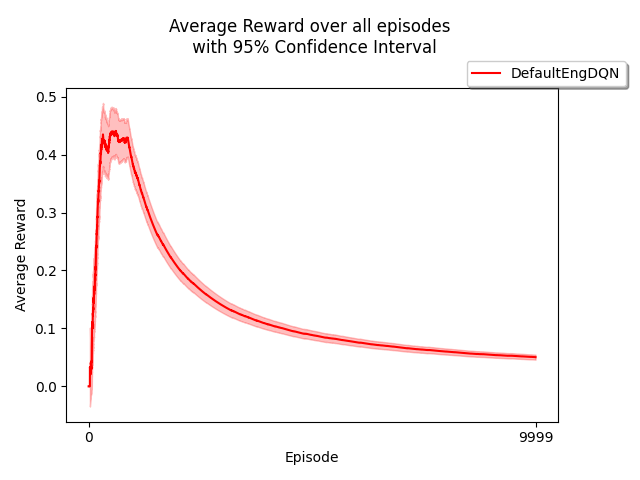 Average Reward over all episodes
with 95% Confidence Interval
DefaultEngDQN
0.5
0.4
0.3
0.2
0.1
0.0
Average Reward
0
9999
Episode